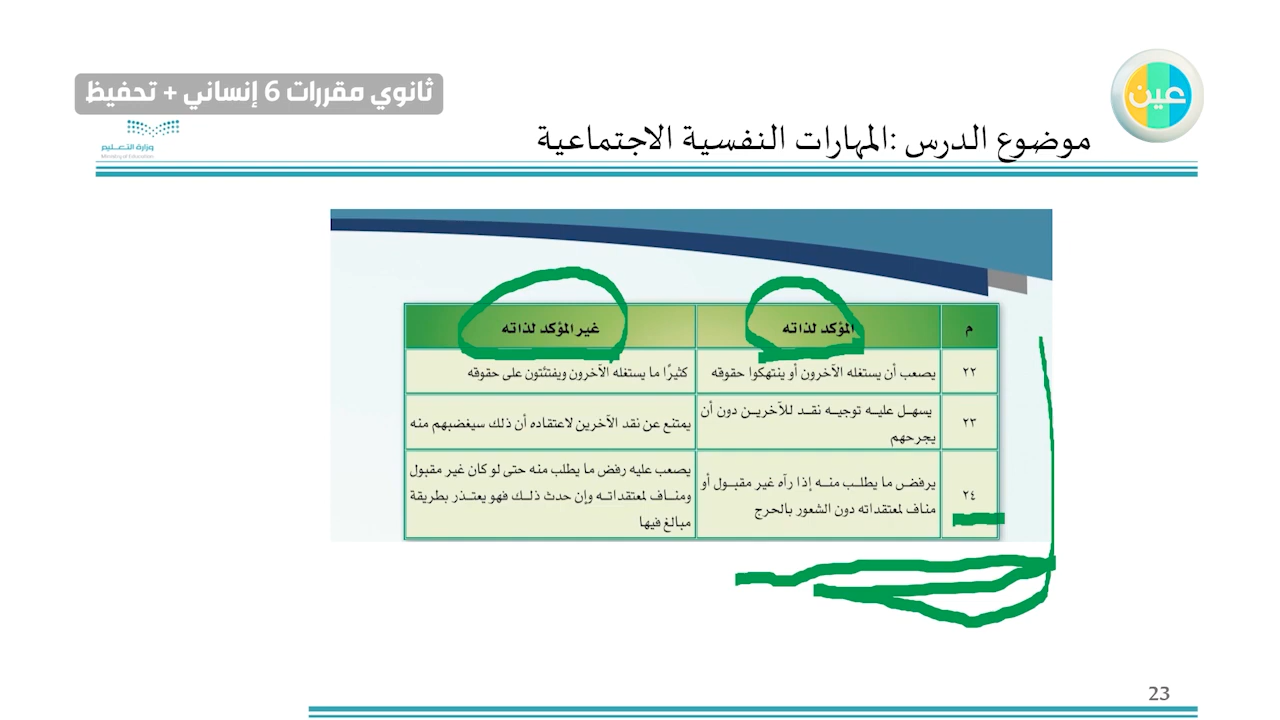 ثانوي مقررات 6 إنساني + تحفيظ
عين
وزارة التعليم
Ministry of Education
موضوع الدرس :المهارات النفسية الاجتماعية
م
المؤكد لذاته
غير المؤكد لذاته
٢٢
يصعب أن يستغله الآخرون أو ينتهكوا حقوقه
كثيرًا ما يستغله الآخرون ويفتئتون على حقوقه
٢٣
يسهل عليه توجيه نقد للآخرين دون أن
يجرحهم
يمتنع عن نقد الآخرين لاعتقاده أن ذلك سيغضبهم منه
٢٤
يرفض ما يطلب منه إذا رآه غير مقبول أو
مناف لمعتقداته دون الشعور بالحرج
يصعب عليه رفض ما يطلب منه حتى لو كان غير مقبول
ومناف لمعتقداته وإن حدث ذلك فهو يعتذر بطريقة
مبالغ فيها
23